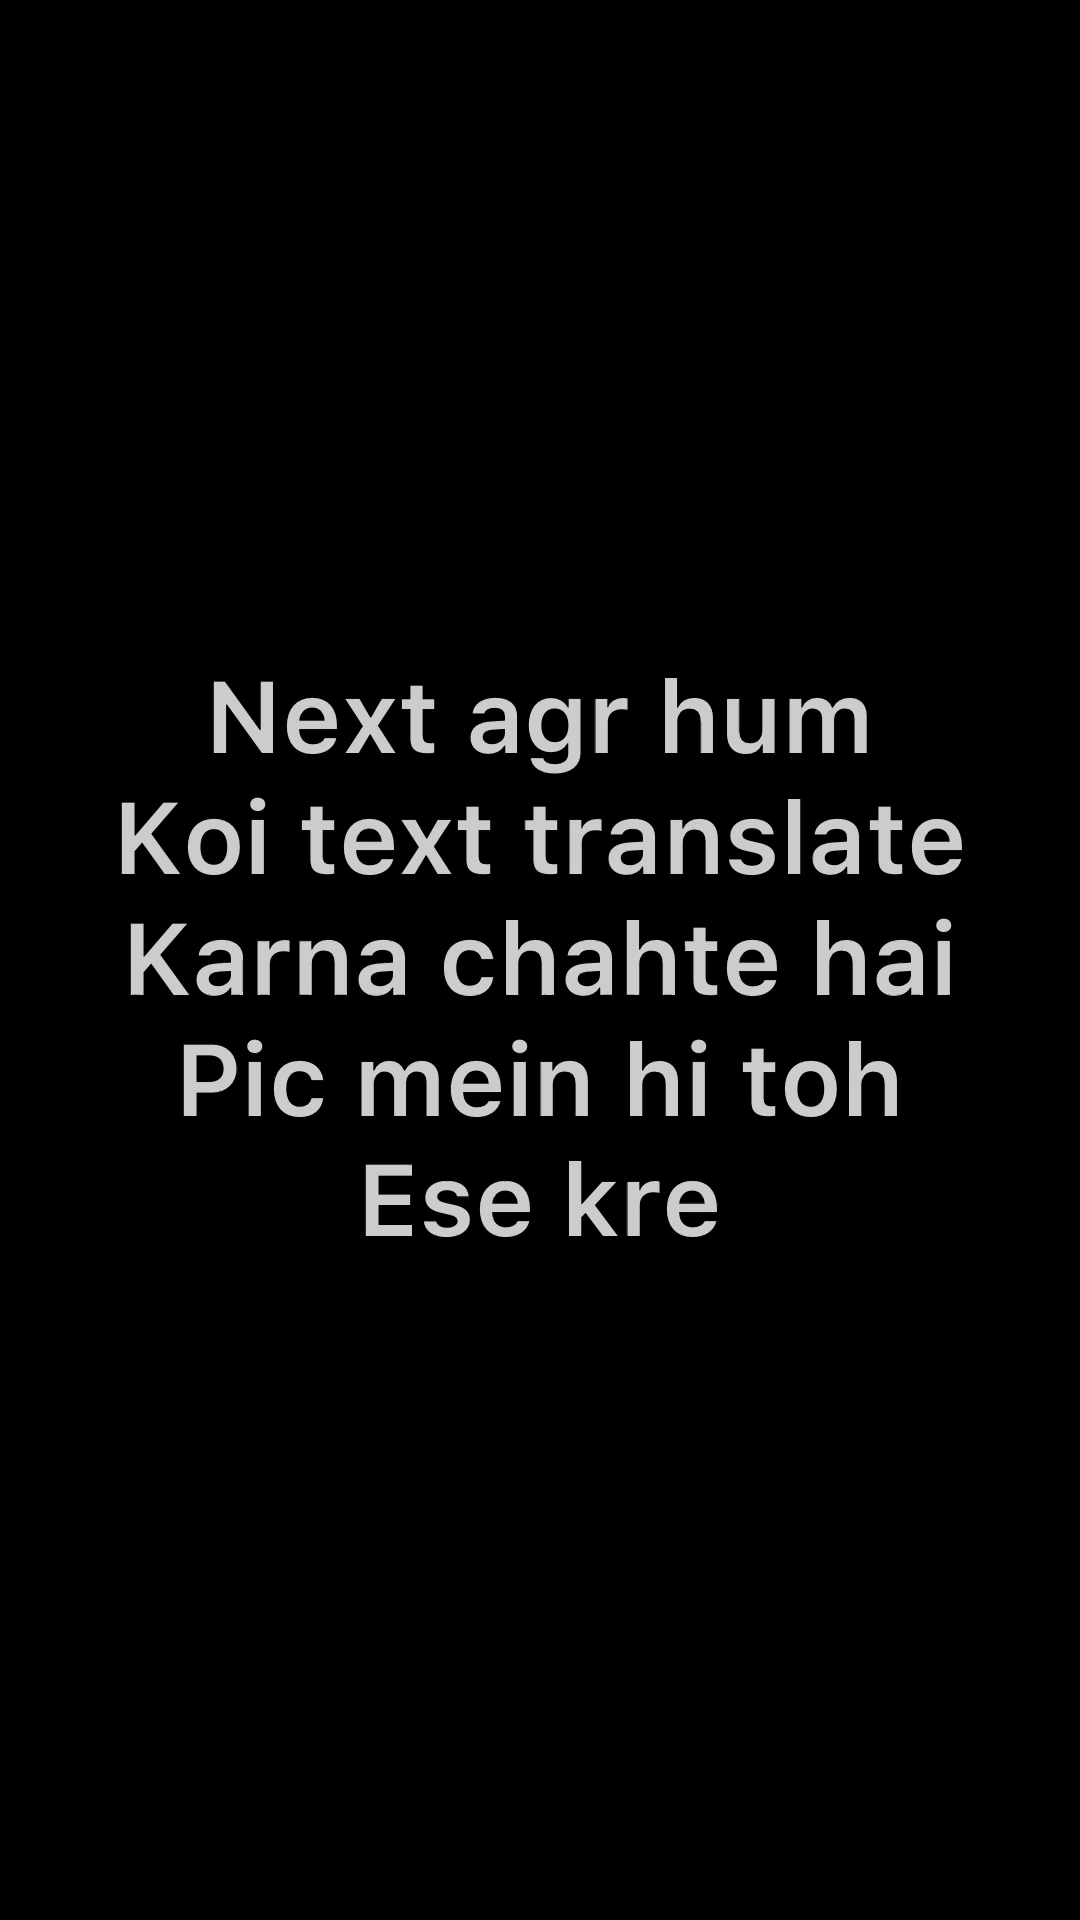 Next agr hum
Koi text translate
Karna chahte hai
Pic mein hi toh
Ese kre